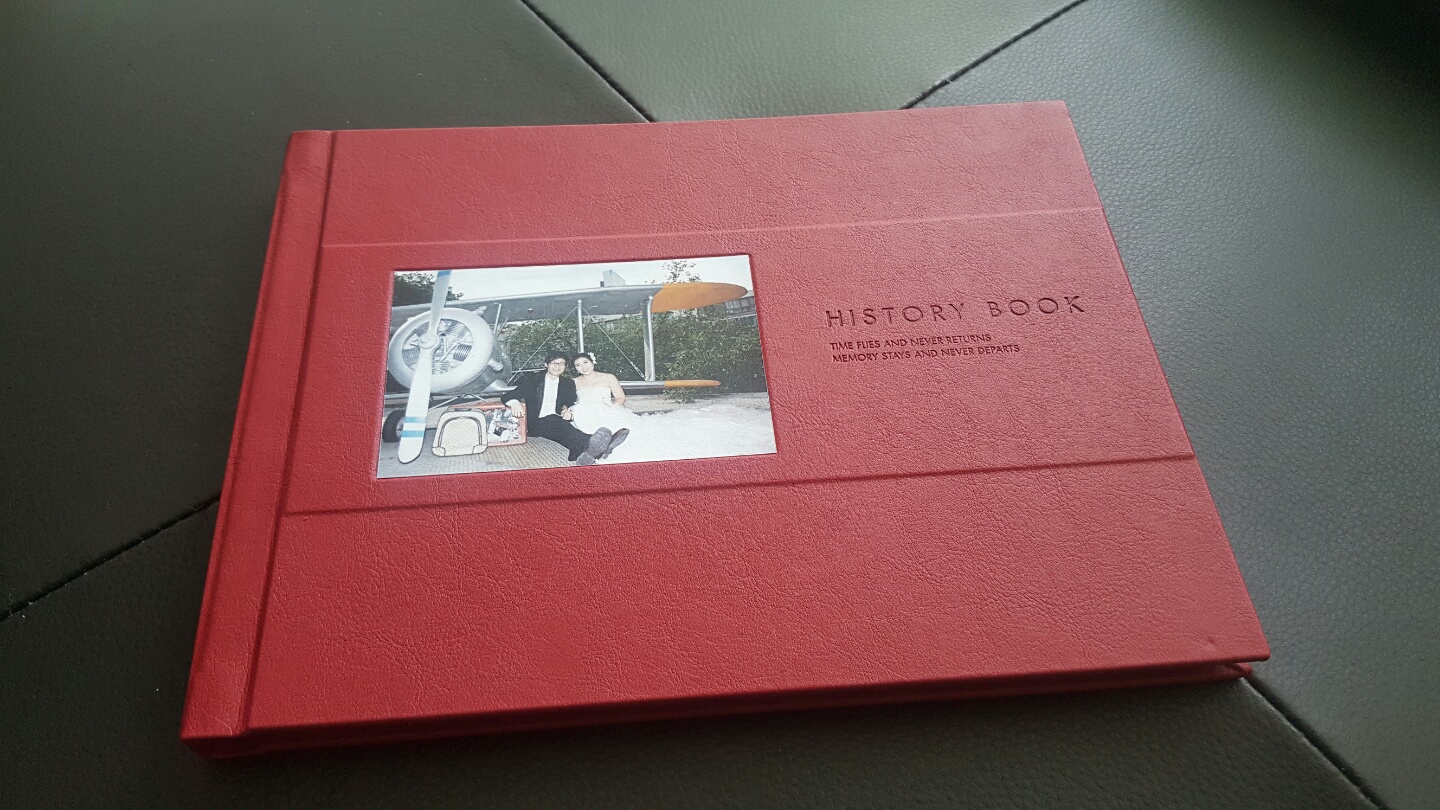 HISTORY BOOK
TIME FLIES AND NEVER RETURNS
MEMORY STAYS AND NEVER DEPARTS